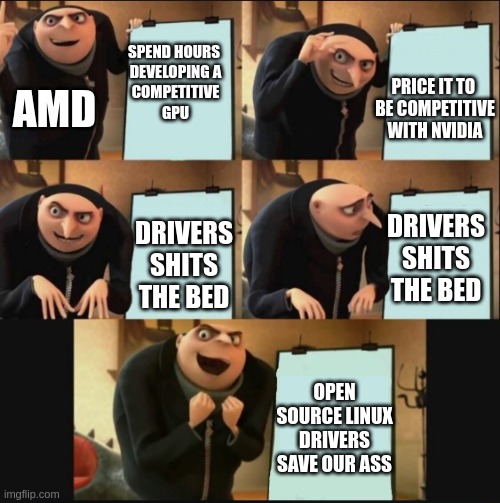 AMD
SPEND HOURS
DEVELOPING A
COMPETITIVE
GPU
PRICE IT TO
BE COMPETITIVE
WITH NVIDIA
DRIVERS
SHITS
THE BED
DRIVERS
SHITS
THE BED
OPEN
SOURCE LINUX
DRIVERS
SAVE OUR ASS
imgflip.com